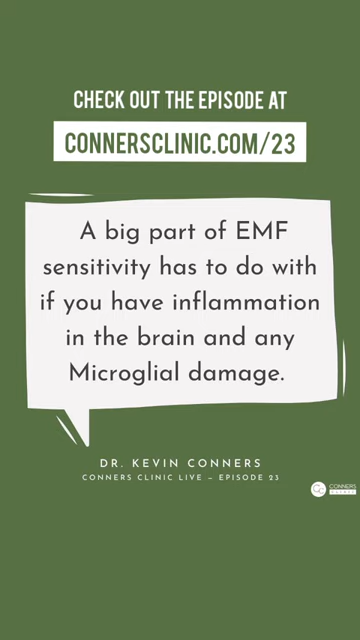 CHECK OUT THE EPISODE AT
CONNERSCLINIC.COM/23
A big part of EMF
sensitivity has to do with
if you have inflammation
in the brain and any
Microglial damage.
DR. KEVIN CONNERS
CONNERS CLINIC LIVE – EPISODE 23
CONNERS
CLINIC